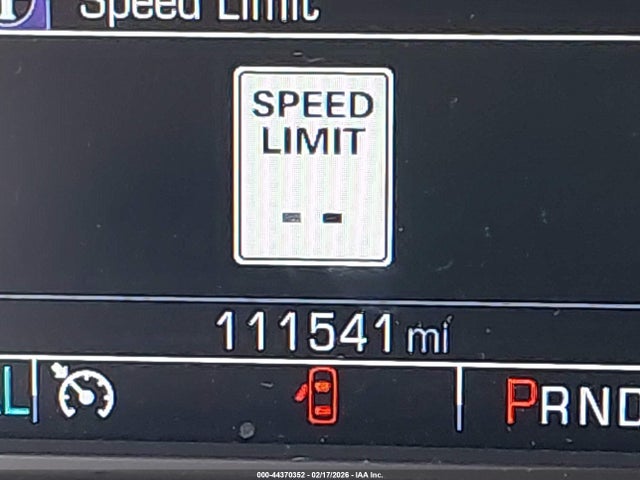 Speed Limit
SPEED
LIMIT
- -
111541 mi
L PRND
000-44370352 - 02/17/2026 - IAA Inc.